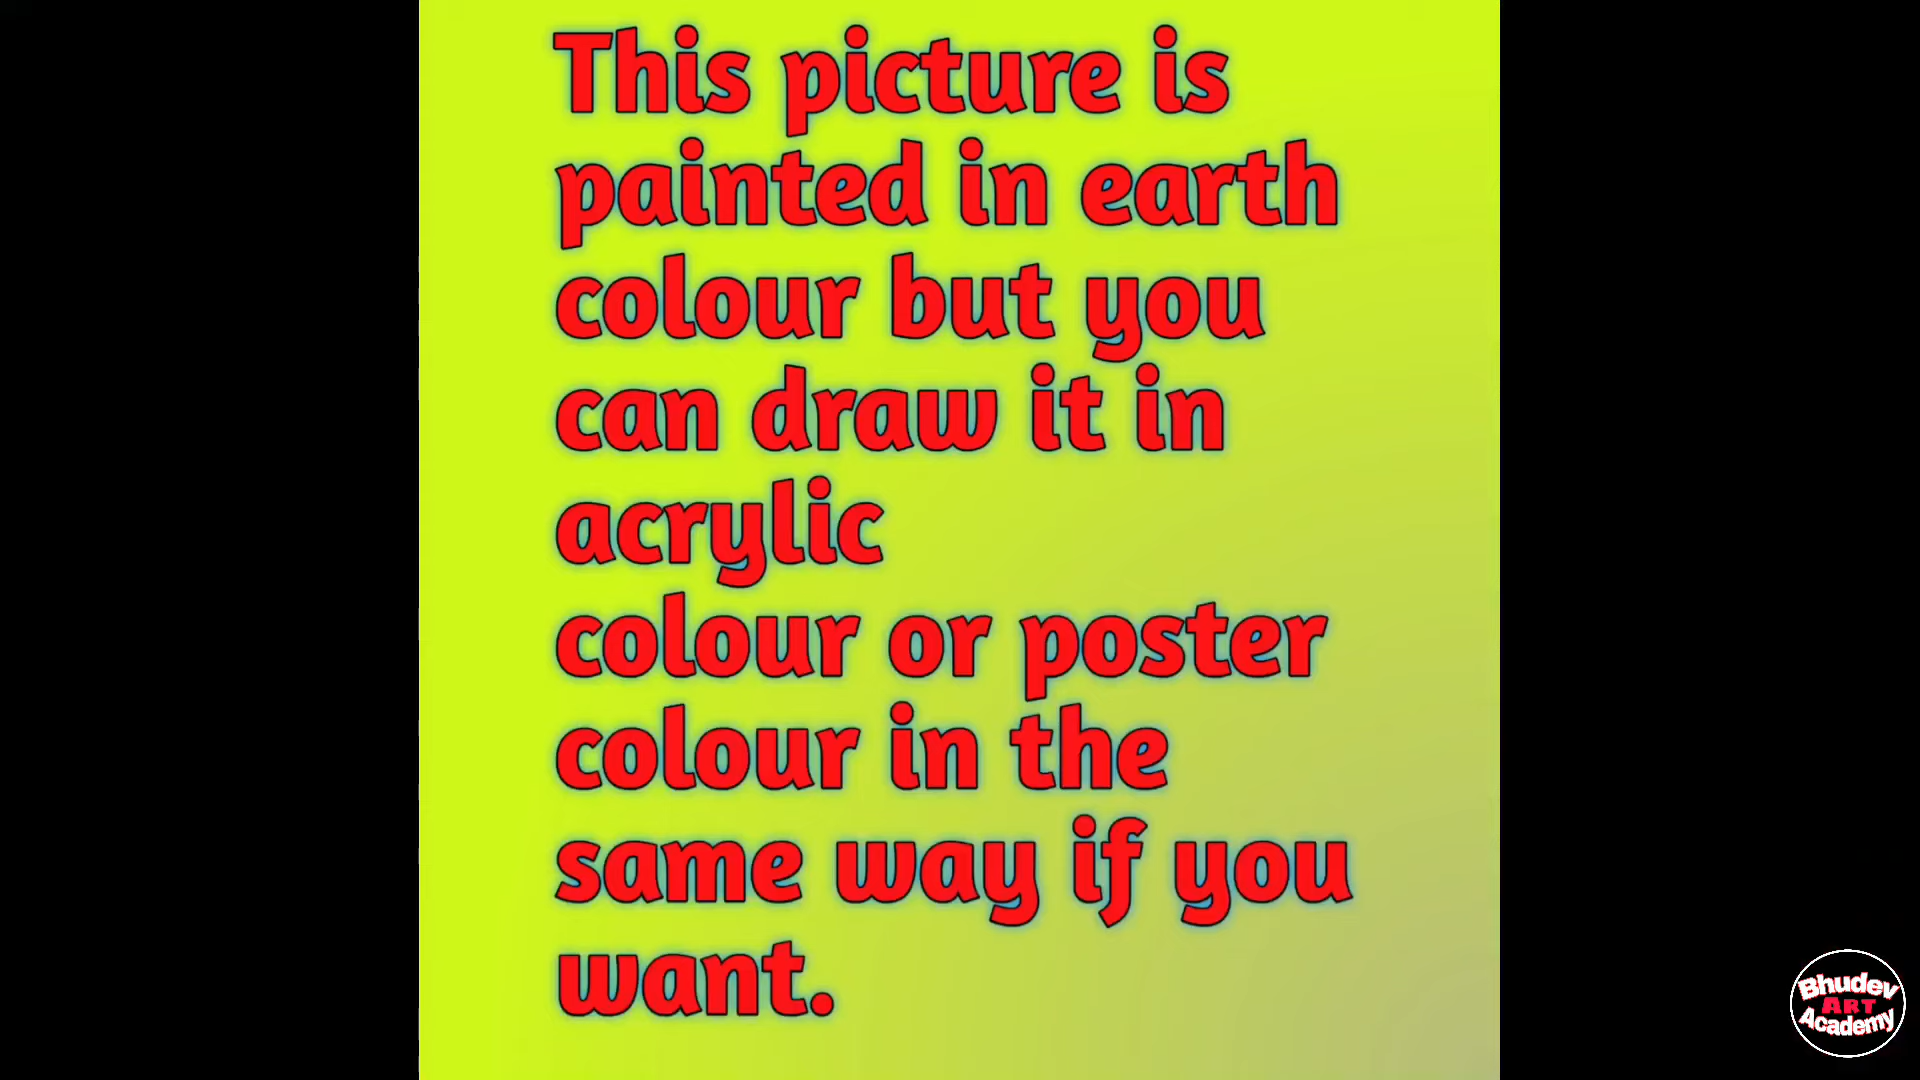 This picture is
painted in earth
colour but you
can draw it in
acrylic
colour or poster
colour in the
same way if you
want.
Bhudev
ART
Academy